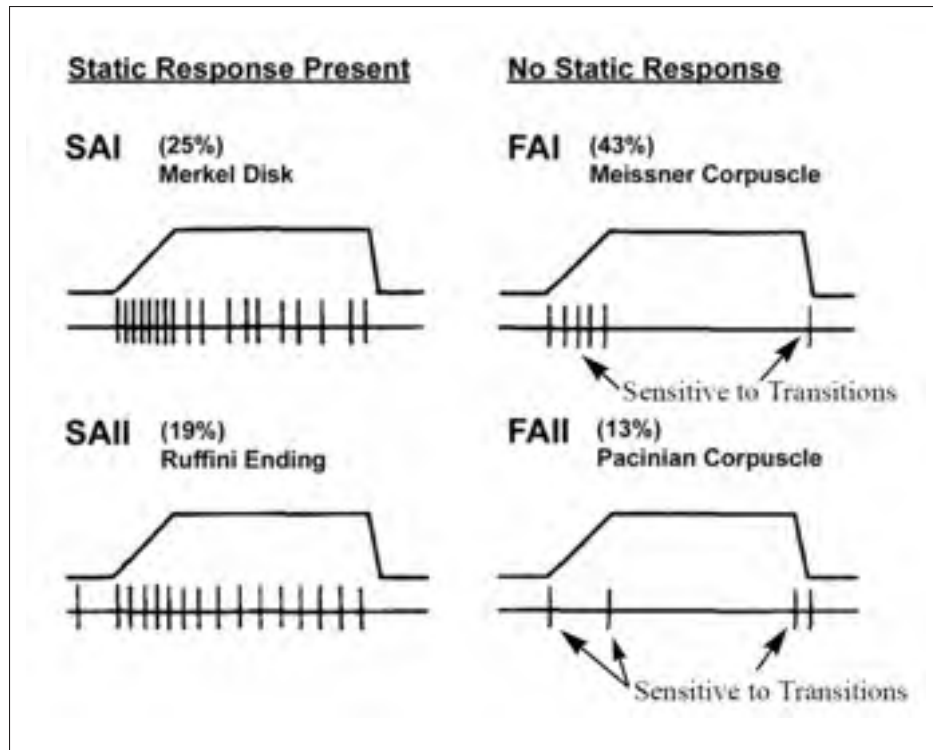 Static Response Present
No Static Response
SAI (25%)
Merkel Disk
FAI (43%)
Meissner Corpuscle
Sensitive to Transitions
SAII (19%)
Ruffini Ending
FAII (13%)
Pacinian Corpuscle
Sensitive to Transitions